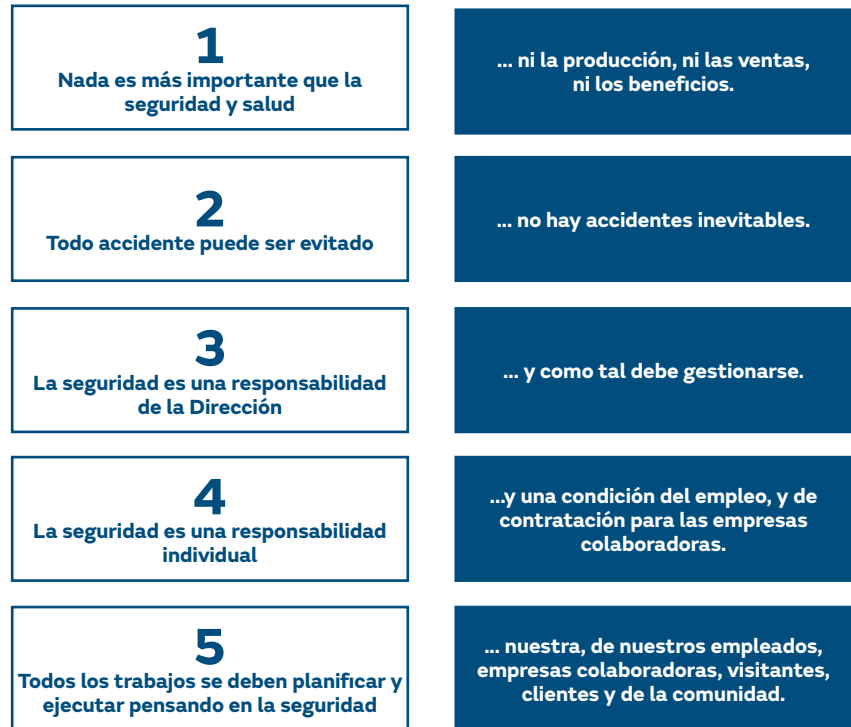 1
Nada es más importante que la
seguridad y salud
... ni la producción, ni las ventas,
ni los beneficios.
2
Todo accidente puede ser evitado
... no hay accidentes inevitables.
3
La seguridad es una responsabilidad
de la Dirección
... y como tal debe gestionarse.
4
La seguridad es una responsabilidad
individual
...y una condición del empleo, y de
contratación para las empresas
colaboradoras.
5
Todos los trabajos se deben planificar y
ejecutar pensando en la seguridad
... nuestra, de nuestros empleados,
empresas colaboradoras, visitantes,
clientes y de la comunidad.